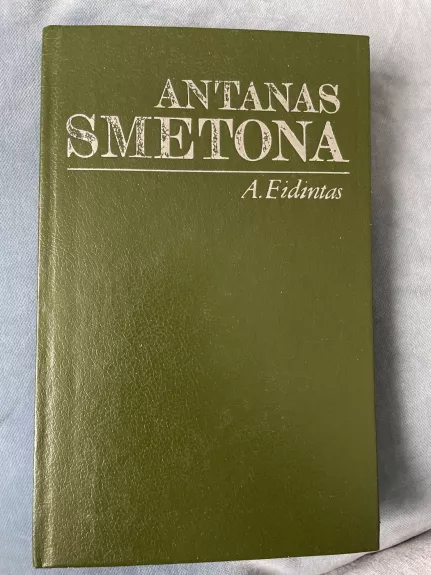 ANTANAS
SMETONA
A. Eidintas